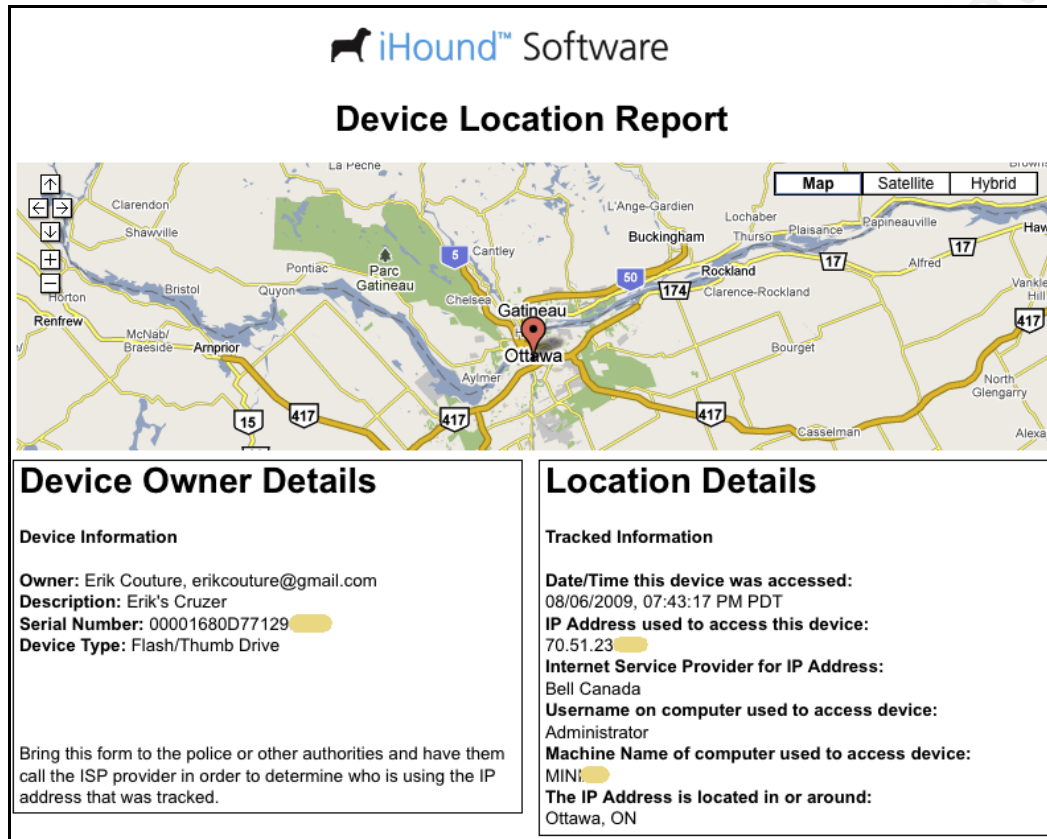 iHound™ Software
Device Location Report
La Peche
Map
Satellite
Hybrid
Clarendon
L'Ange-Gardien
Lochaber
Papineauville
Shawville
Buckingham
Thurso
Plaisance
5
Cantley
17
17
Pontiac
Parc
Gatineau
50
Rockland
Alfred
Bristol
Quyon
Chelsea
174
Clarence-Rockland
Horton
Gatineau
417
Renfrew
McNab/
Braeside
Arnprior
Ottawa
Bourget
Aylmer
North
Glengarry
15
417
417
417
Casselman
Device Owner Details
Device Information
Owner: Erik Couture, erikcouture@gmail.com
Description: Erik's Cruzer
Serial Number: 00001680D77129
Device Type: Flash/Thumb Drive
Bring this form to the police or other authorities and have them
call the ISP provider in order to determine who is using the IP
address that was tracked.
Location Details
Tracked Information
Date/Time this device was accessed:
08/06/2009, 07:43:17 PM PDT
IP Address used to access this device:
70.51.23
Internet Service Provider for IP Address:
Bell Canada
Username on computer used to access device:
Administrator
Machine Name of computer used to access device:
MINI
The IP Address is located in or around:
Ottawa, ON